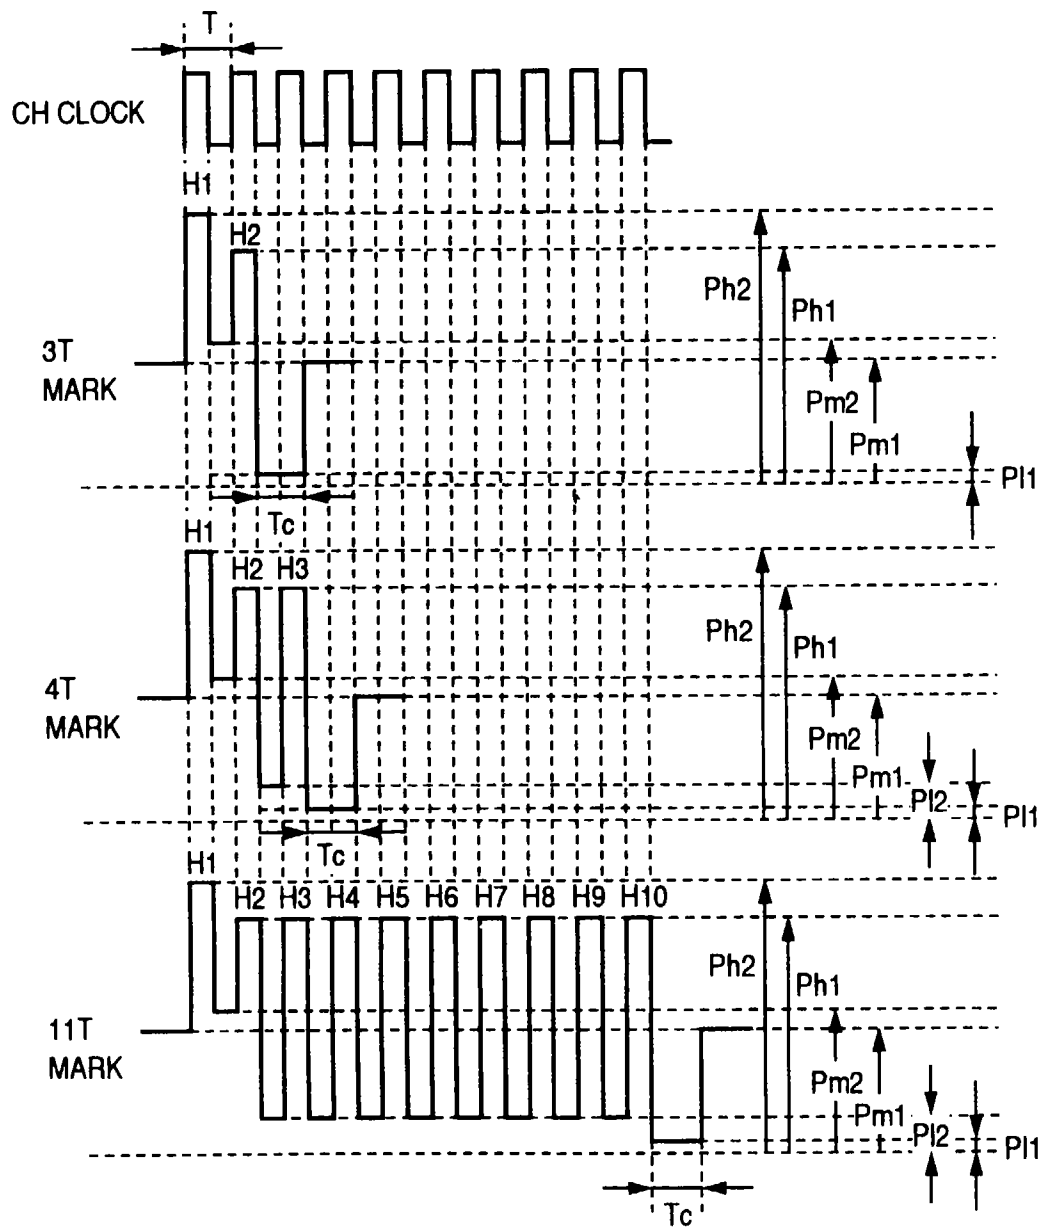 T
CH CLOCK
H1
H2
Ph2
Ph1
3T
MARK
Pm2
Pm1
Pl1
Tc
H1
H2 H3
Ph2
Ph1
4T
MARK
Pm2
Pm1
Pl2
Pl1
Tc
H1
H2 H3 H4 H5 H6 H7 H8 H9 H10
Ph2
Ph1
11T
MARK
Pm2
Pm1
Pl2
Pl1
Tc